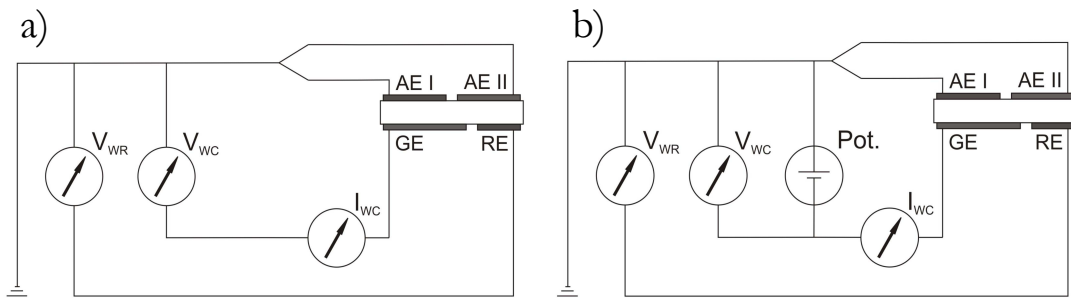 a)
AE I AE II
V_WR V_WC GE RE
I_WC
b)
AE I AE II
V_WR V_WC Pot. GE RE
I_WC